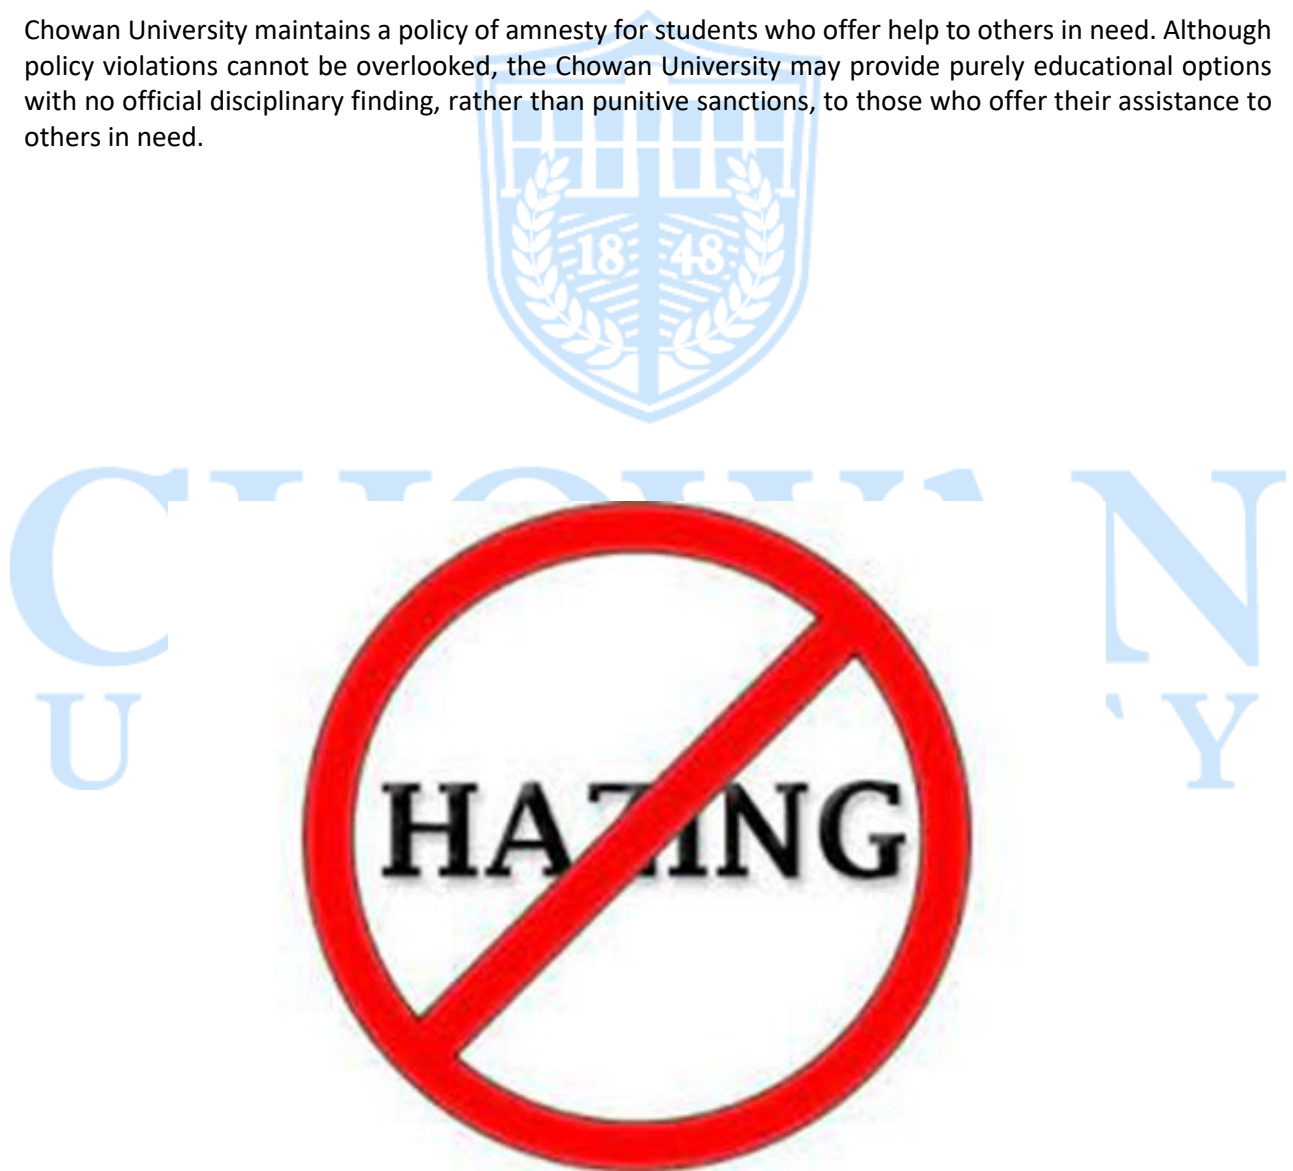 Chowan University maintains a policy of amnesty for students who offer help to others in need. Although
policy violations cannot be overlooked, the Chowan University may provide purely educational options
with no official disciplinary finding, rather than punitive sanctions, to those who offer their assistance to
others in need.
18 48
HAZING